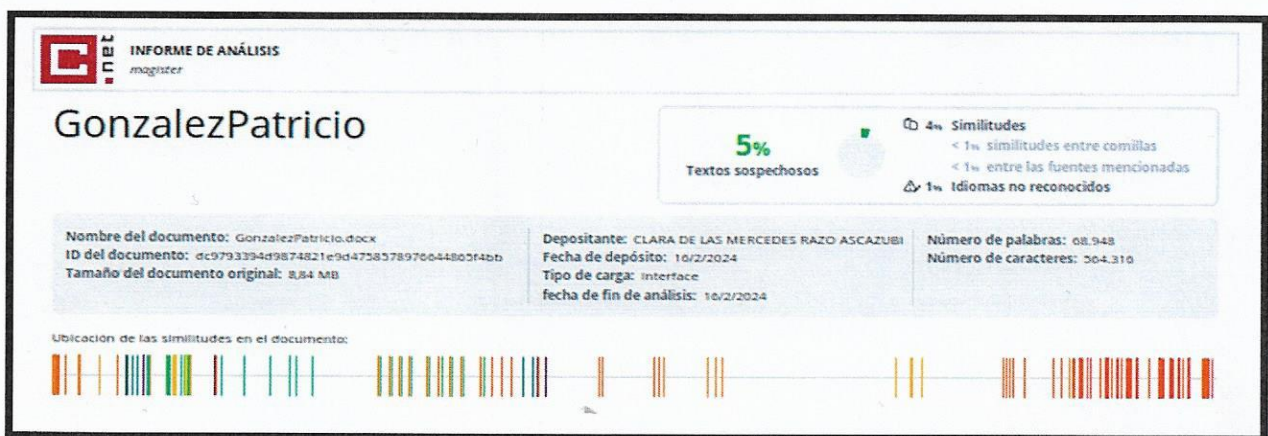 C
.net
INFORME DE ANÁLISIS
magister
GonzalezPatricio
5%
Textos sospechosos
4% Similitudes
< 1% similitudes entre comillas
< 1% entre las fuentes mencionadas
1% Idiomas no reconocidos
Nombre del documento: GonzalezPatricio.docx
ID del documento:
Tamaño del documento original: 8,84 MB
Depositante: CLARA DE LAS MERCEDES RAZO ASCAZUBI
Fecha de depósito: 16/2/2024
Tipo de carga: interface
fecha de fin de análisis: 16/2/2024
Número de palabras: 68.948
Número de caracteres:
Ubicación de las similitudes en el documento: